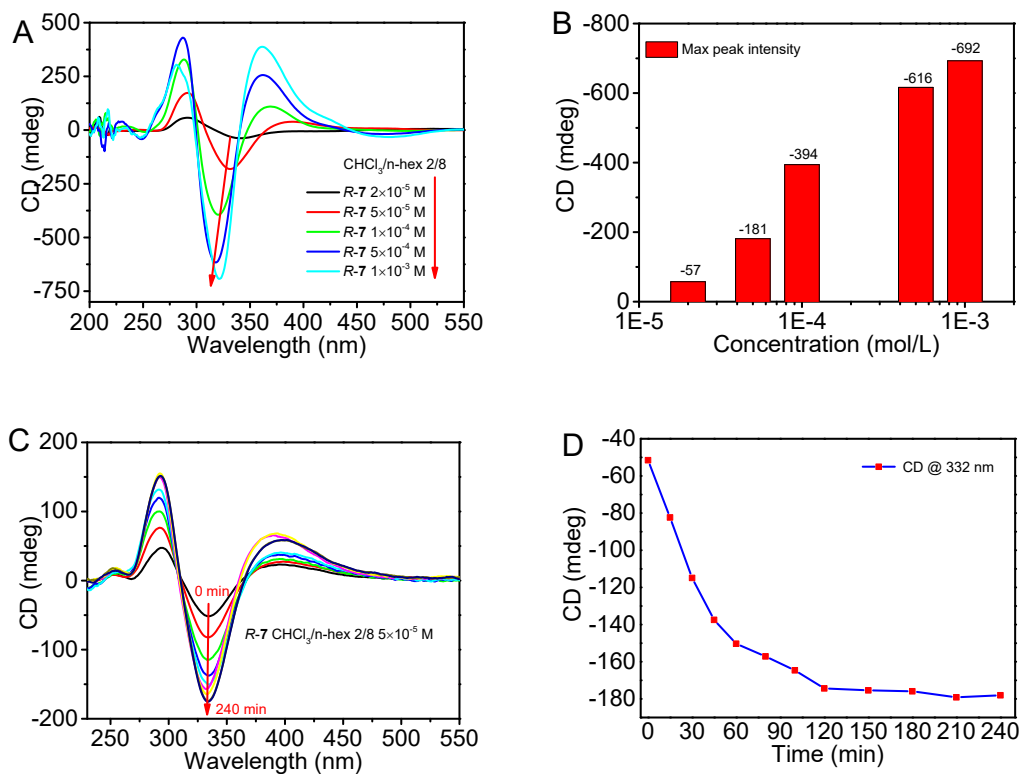 A
CD (mdeg)
500
250
0
-250
-500
-750
200 250 300 350 400 450 500 550
Wavelength (nm)
CHCl₃/n-hex 2/8
R-7 2×10⁻⁵ M
R-7 5×10⁻⁵ M
R-7 1×10⁻⁴ M
R-7 5×10⁻⁴ M
R-7 1×10⁻³ M
B
CD (mdeg)
-800
-600
-400
-200
0
1E-5 1E-4 1E-3
Concentration (mol/L)
Max peak intensity
-57
-181
-394
-616
-692
C
CD (mdeg)
200
100
0
-100
-200
250 300 350 400 450 500 550
Wavelength (nm)
0 min
R-7 CHCl₃/n-hex 2/8 5×10⁻⁵ M
240 min
D
CD (mdeg)
-40
-60
-80
-100
-120
-140
-160
-180
0 30 60 90 120 150 180 210 240
Time (min)
CD @ 332 nm